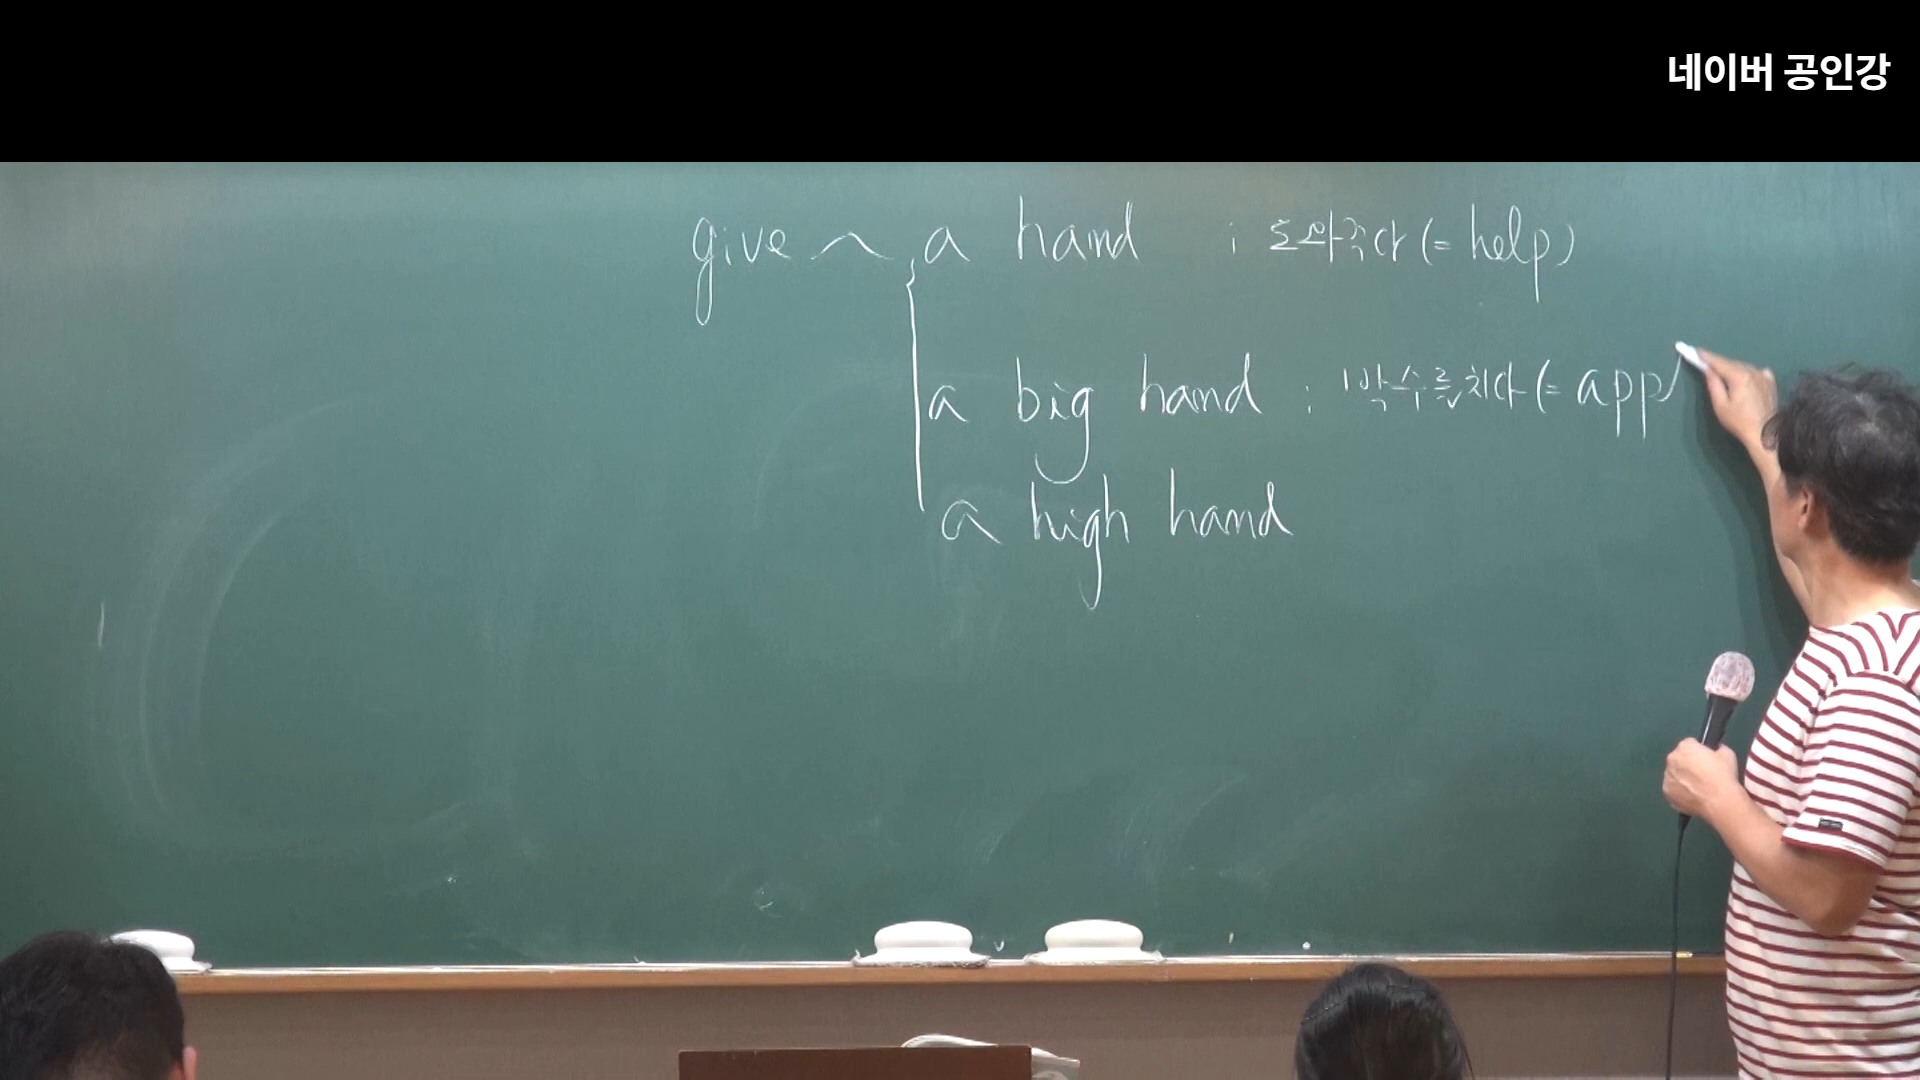 네이버 공인강
give ~ a hand ; 도와주다 (= help)
a big hand ; 박수를치다 (= appl
a high hand